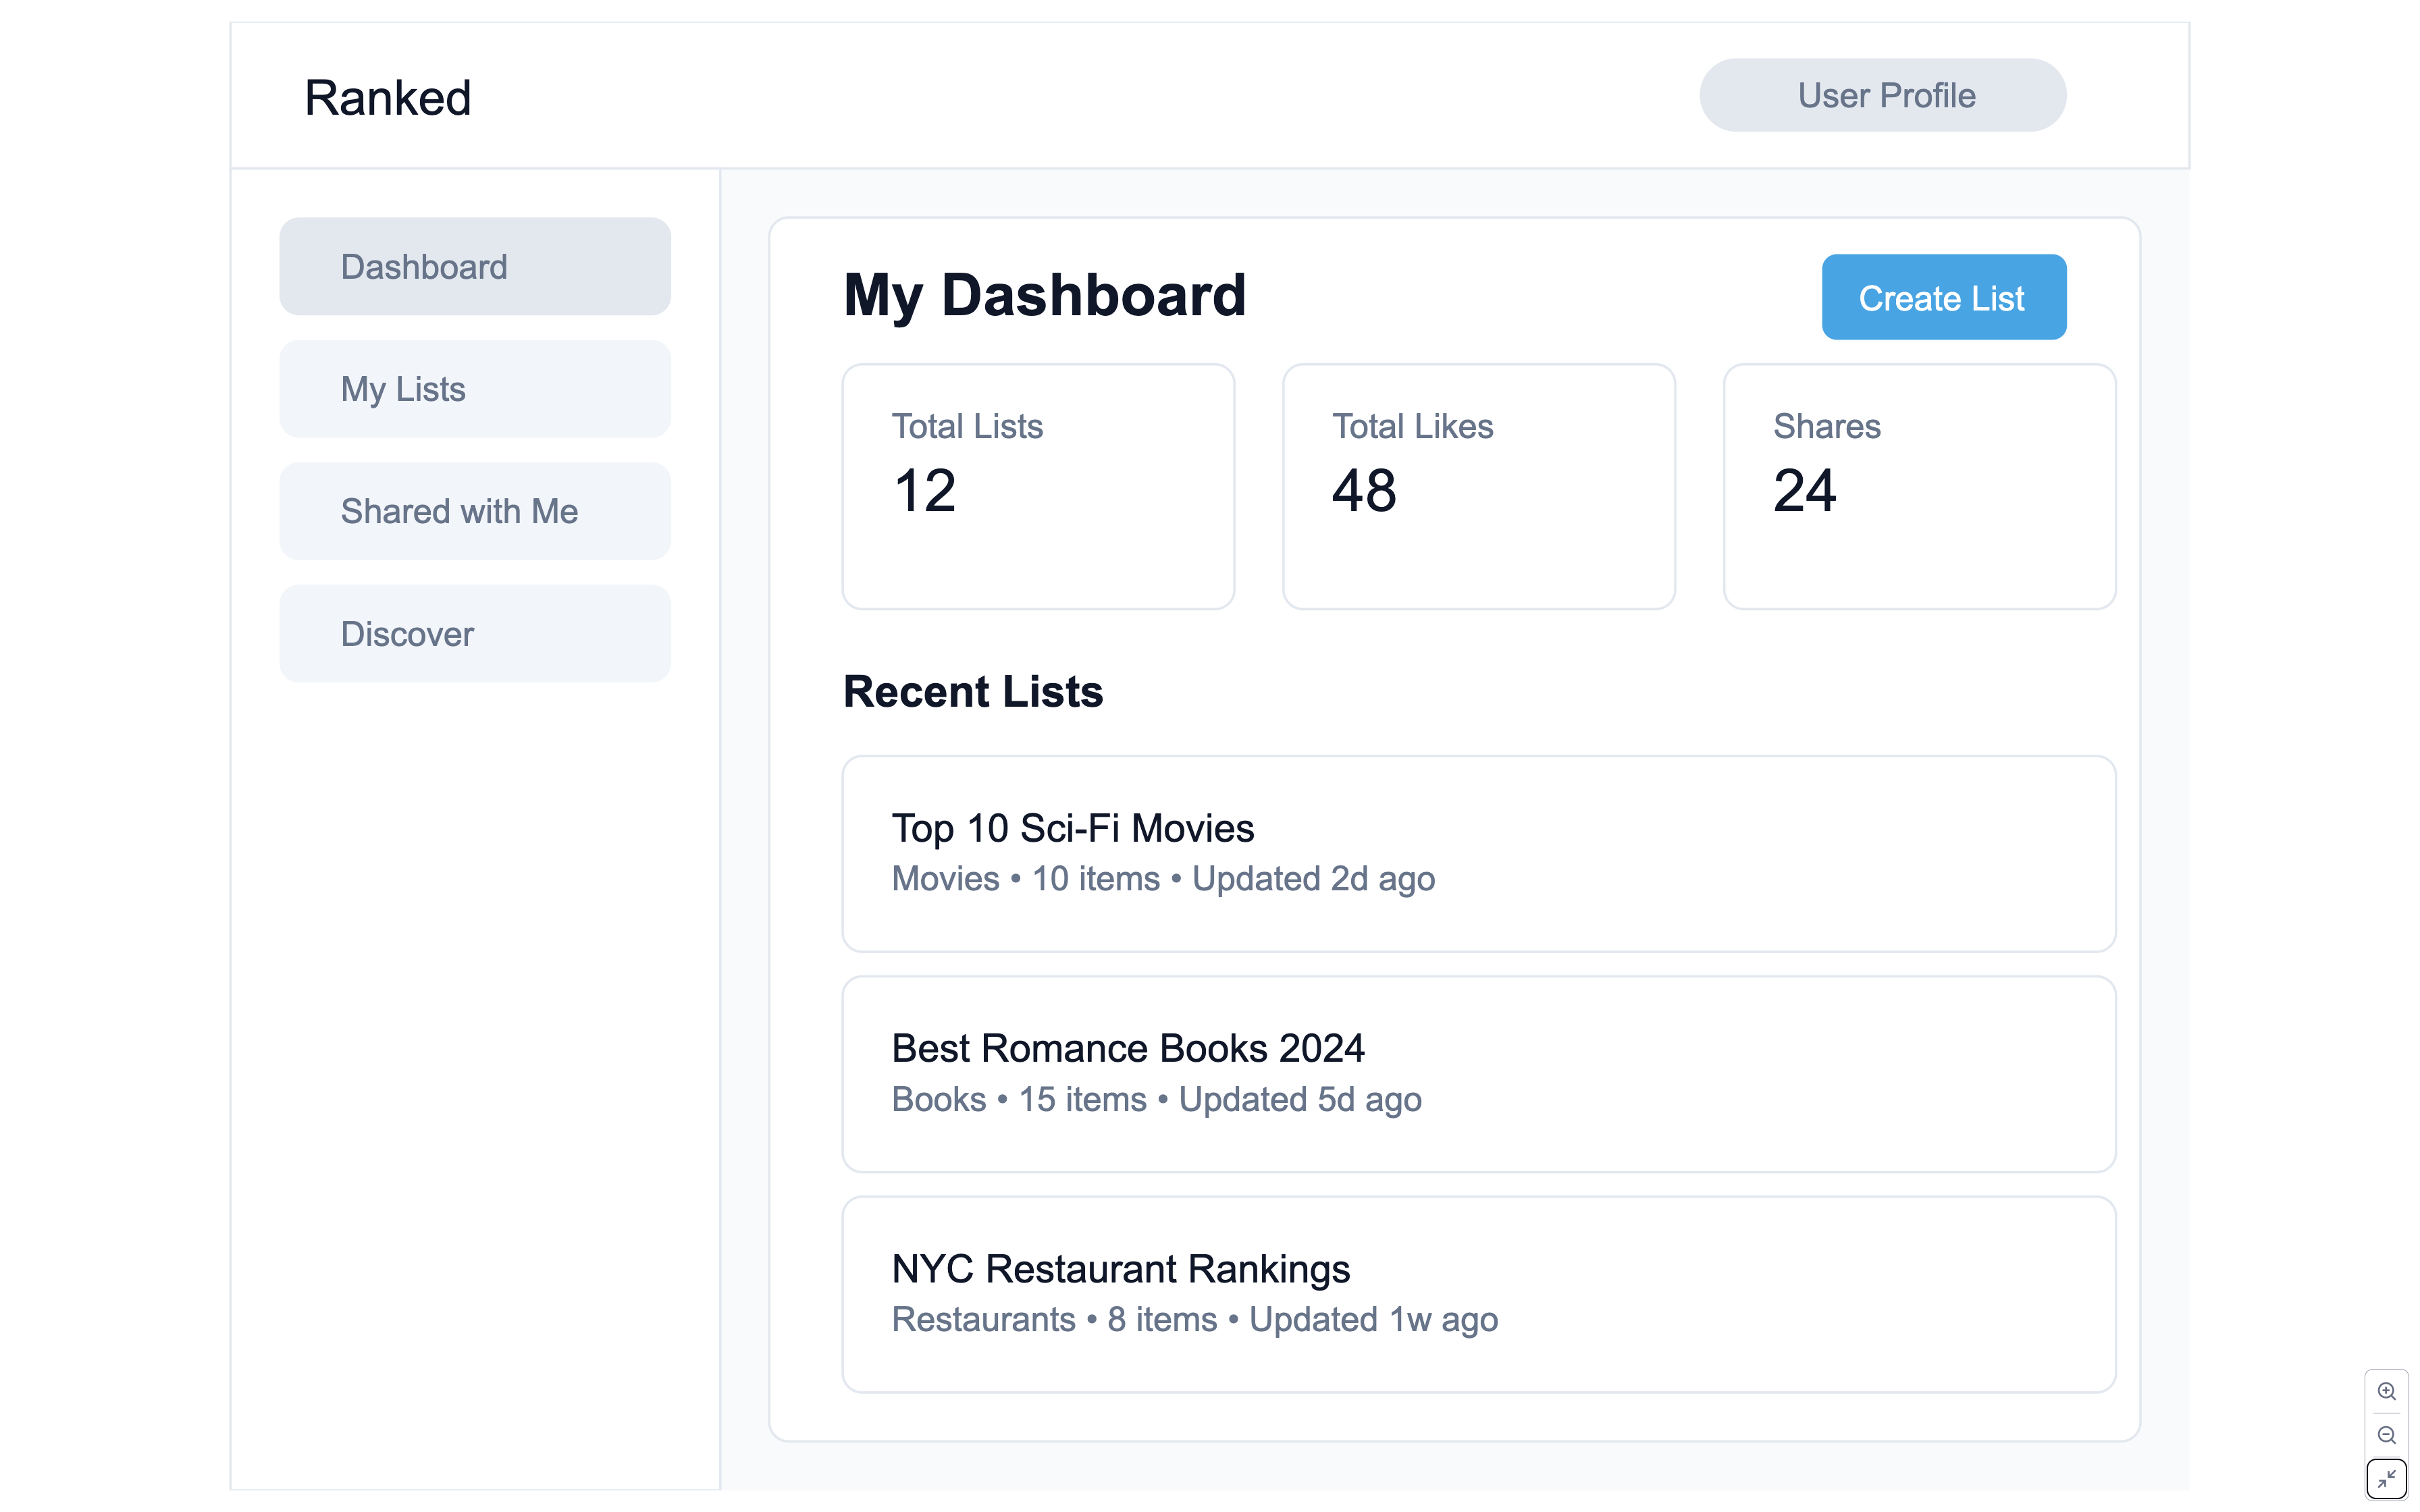 Ranked
User Profile
Dashboard
My Lists
Shared with Me
Discover
My Dashboard
Create List
Total Lists
12
Total Likes
48
Shares
24
Recent Lists
Top 10 Sci-Fi Movies
Movies • 10 items • Updated 2d ago
Best Romance Books 2024
Books • 15 items • Updated 5d ago
NYC Restaurant Rankings
Restaurants • 8 items • Updated 1w ago